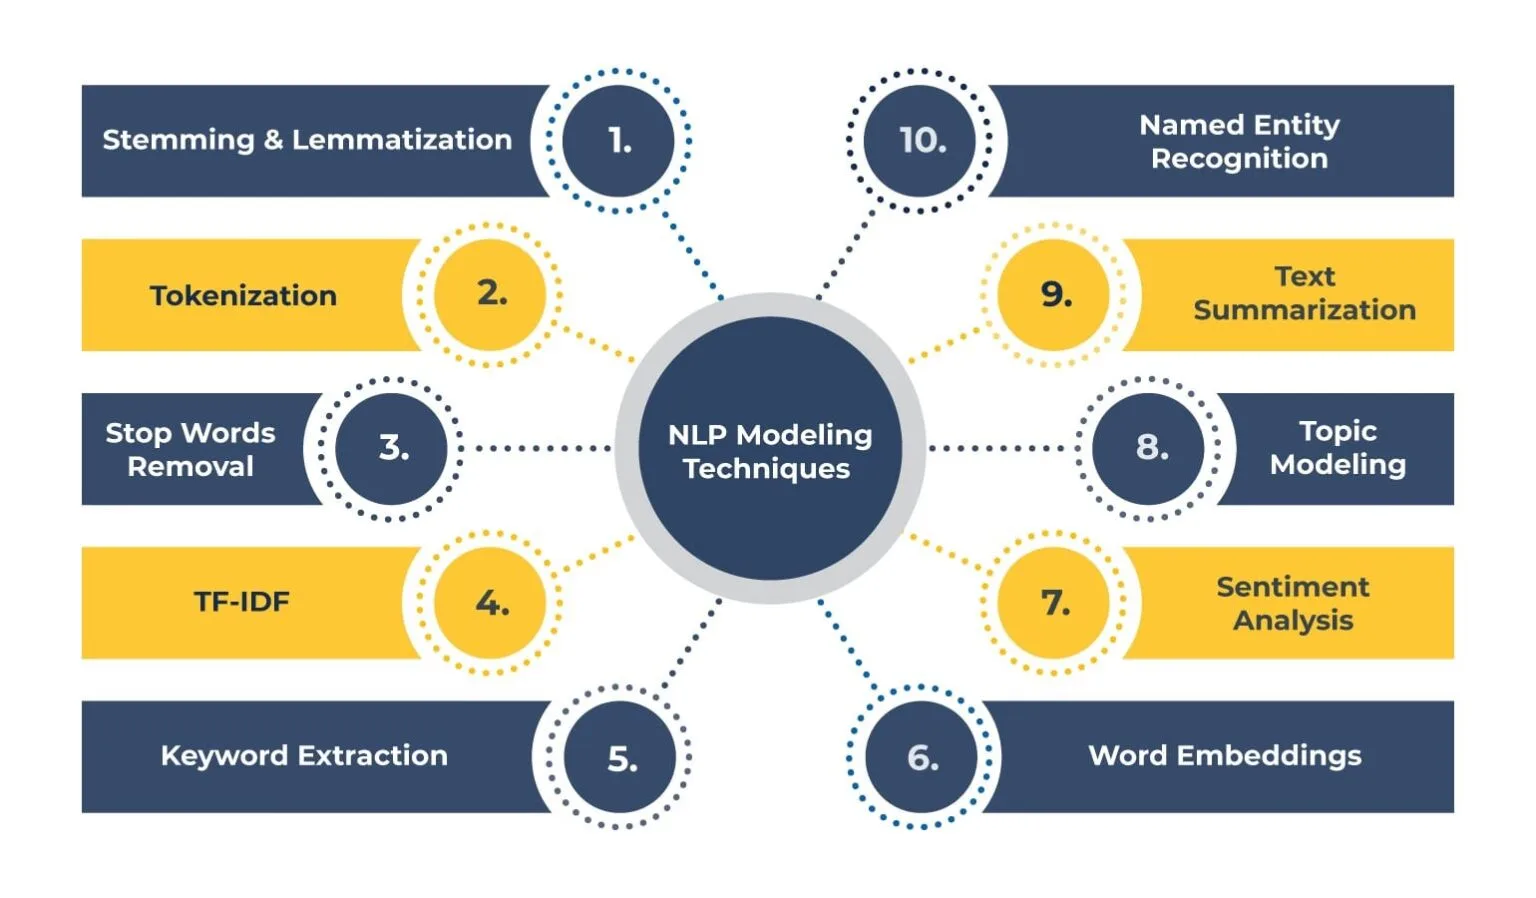 Stemming & Lemmatization
1.
Tokenization
2.
Stop Words
Removal
3.
TF-IDF
4.
Keyword Extraction
5.
NLP Modeling
Techniques
10.
Named Entity
Recognition
9.
Text
Summarization
8.
Topic
Modeling
7.
Sentiment
Analysis
6.
Word Embeddings